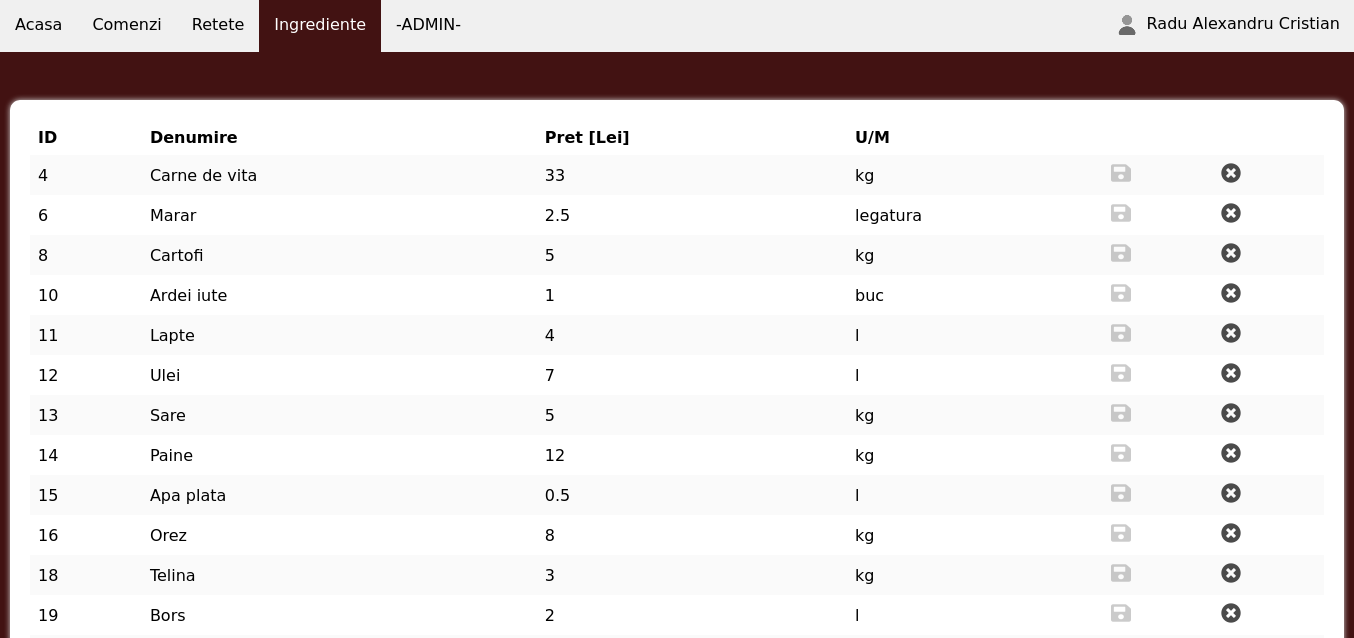 Acasa Comenzi Retete Ingrediente -ADMIN- Radu Alexandru Cristian
ID Denumire Pret [Lei] U/M
4 Carne de vita 33 kg
6 Marar 2.5 legatura
8 Cartofi 5 kg
10 Ardei iute 1 buc
11 Lapte 4 l
12 Ulei 7 l
13 Sare 5 kg
14 Paine 12 kg
15 Apa plata 0.5 l
16 Orez 8 kg
18 Telina 3 kg
19 Bors 2 l